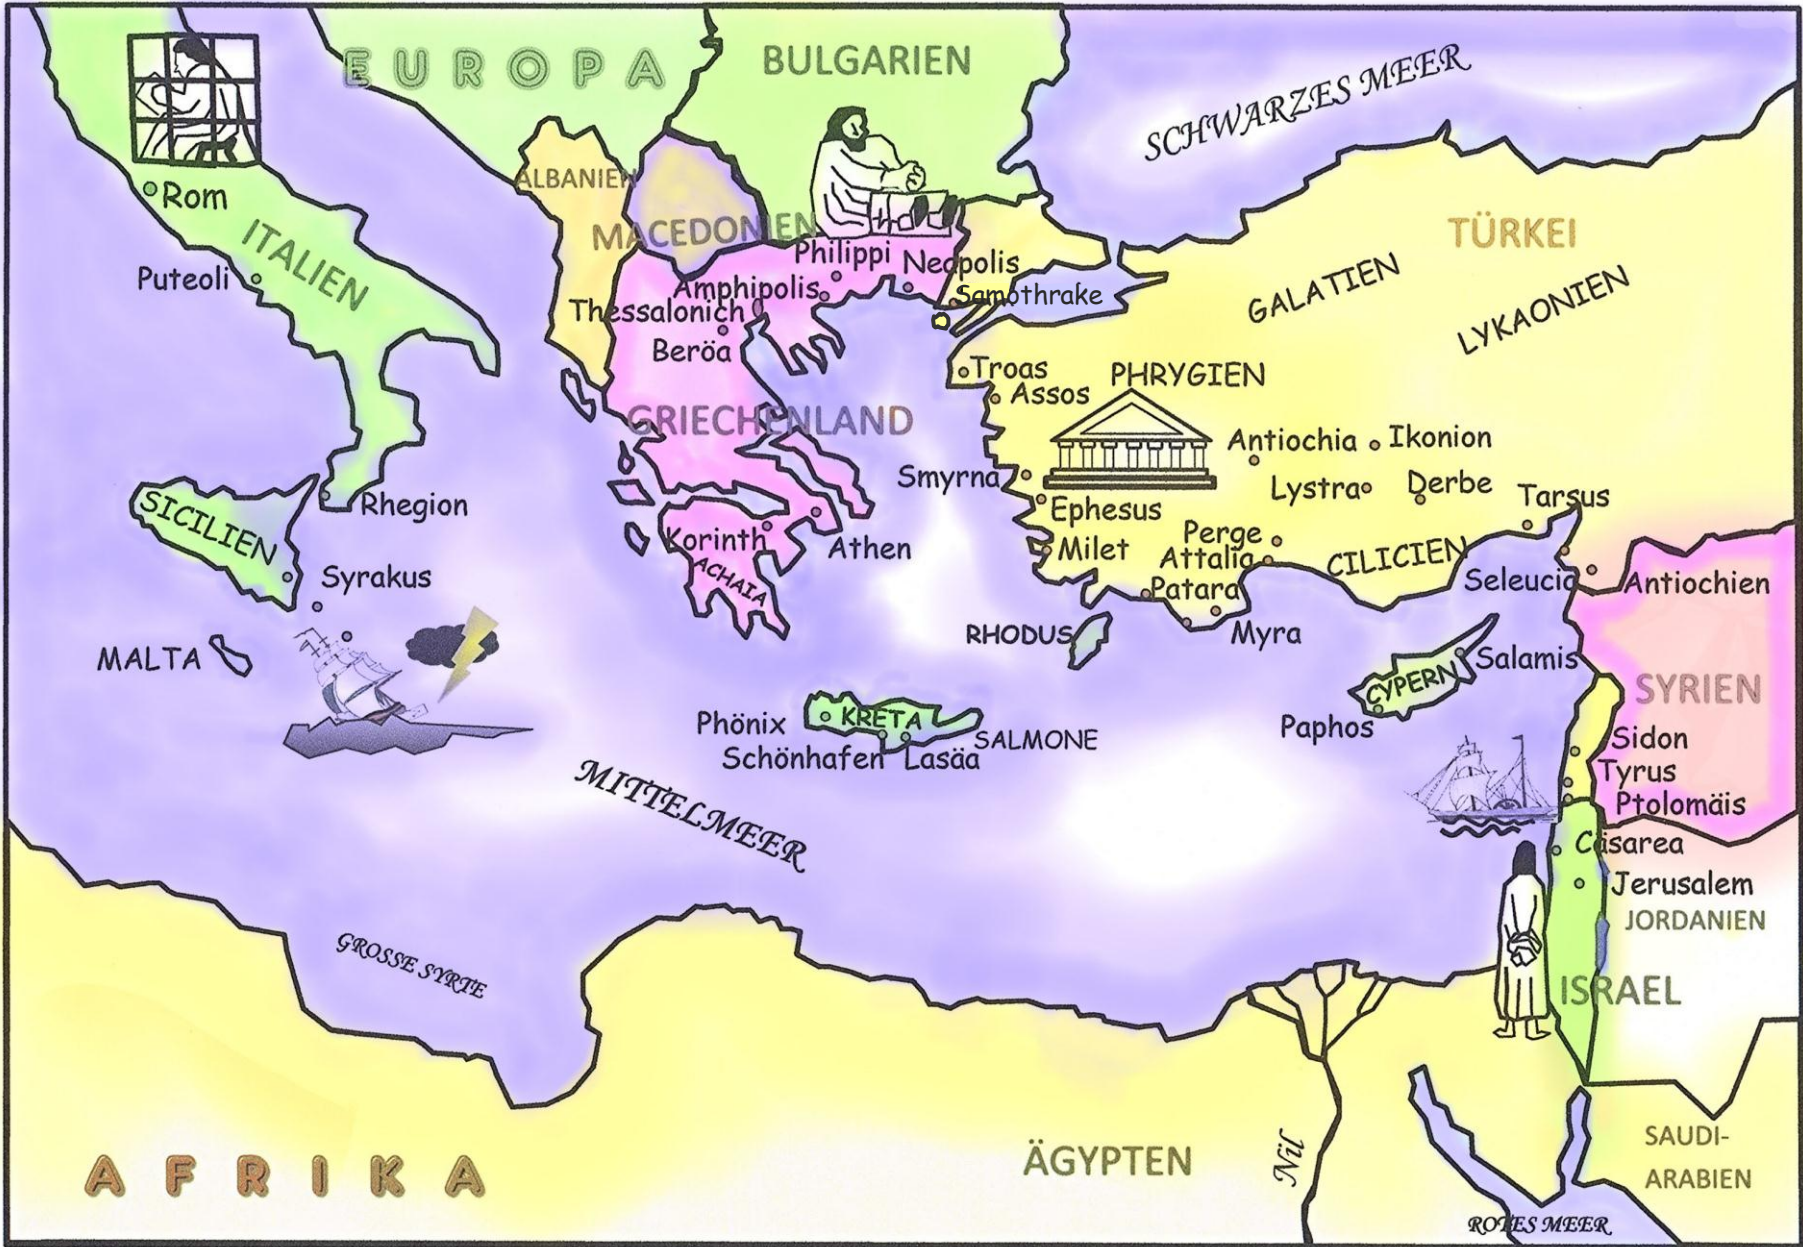 EUROPA
BULGARIEN
SCHWARZES MEER
ALBANIEN
Rom
MACEDONIEN
ITALIEN
TÜRKEI
Puteoli
Philippi
Neapolis
GALATIEN
Amphipolis
Samothrake
Thessalonich
LYKAONIEN
Beröa
Troas
PHRYGIEN
Assos
GRIECHENLAND
Antiochia
Ikonion
Smyrna
Lystra
Derbe
Tarsus
SICILIEN
Rhegion
Ephesus
Korinth
Athen
Milet
Perge
Attalia
CILICIEN
Syrakus
ACHAIA
Patara
Seleucia
Antiochien
RHODUS
Myra
MALTA
Salamis
CYPERN
SYRIEN
Phönix
KRETA
Paphos
SALMONE
Sidon
Schönhafen
Lasäa
Tyrus
MITTELMEER
Ptolomäis
Cäsarea
Jerusalem
JORDANIEN
GROSSE SYRTE
ISRAEL
AFRIKA
ÄGYPTEN
Nil
SAUDI-
ARABIEN
ROTES MEER